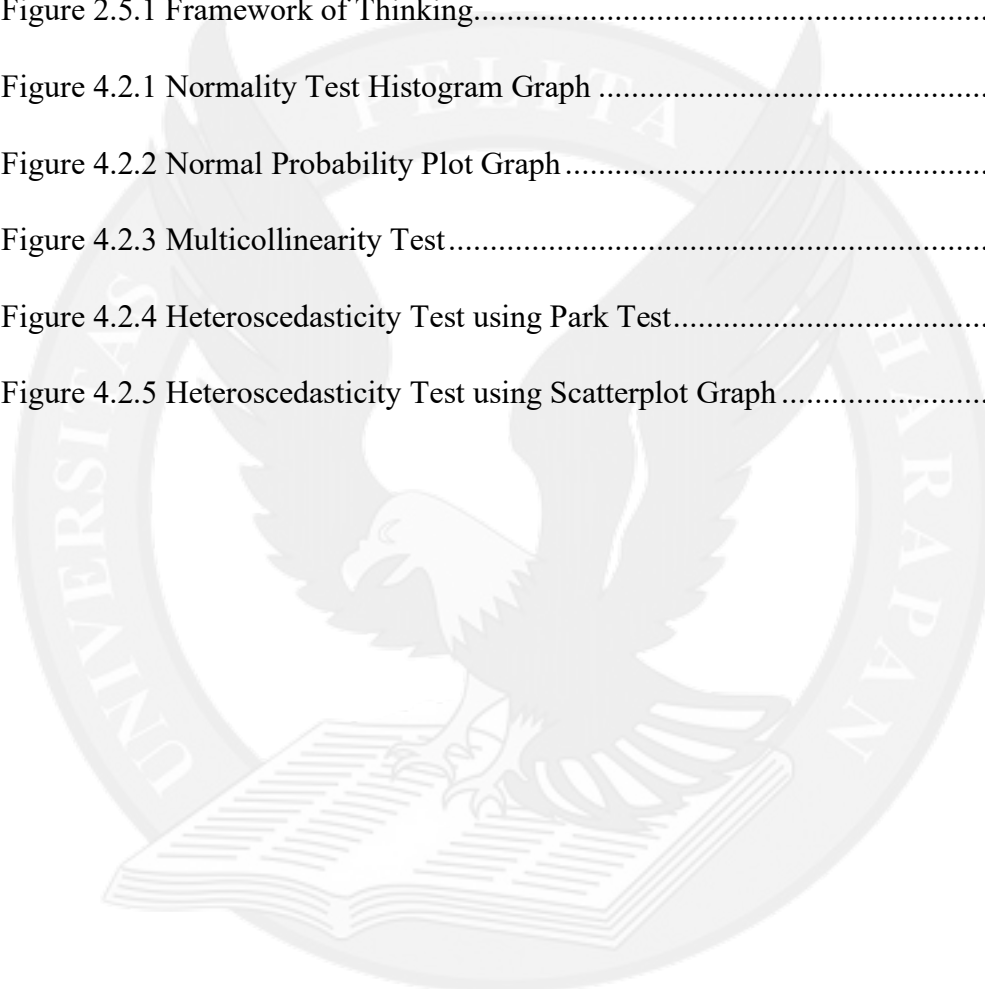 Figure 2.5.1 Framework of Thinking..............................................................
Figure 4.2.1 Normality Test Histogram Graph ...............................................
Figure 4.2.2 Normal Probability Plot Graph...................................................
Figure 4.2.3 Multicollinearity Test.................................................................
Figure 4.2.4 Heteroscedasticity Test using Park Test......................................
Figure 4.2.5 Heteroscedasticity Test using Scatterplot Graph.........................
UNIVERSITAS PELITA HARAPAN